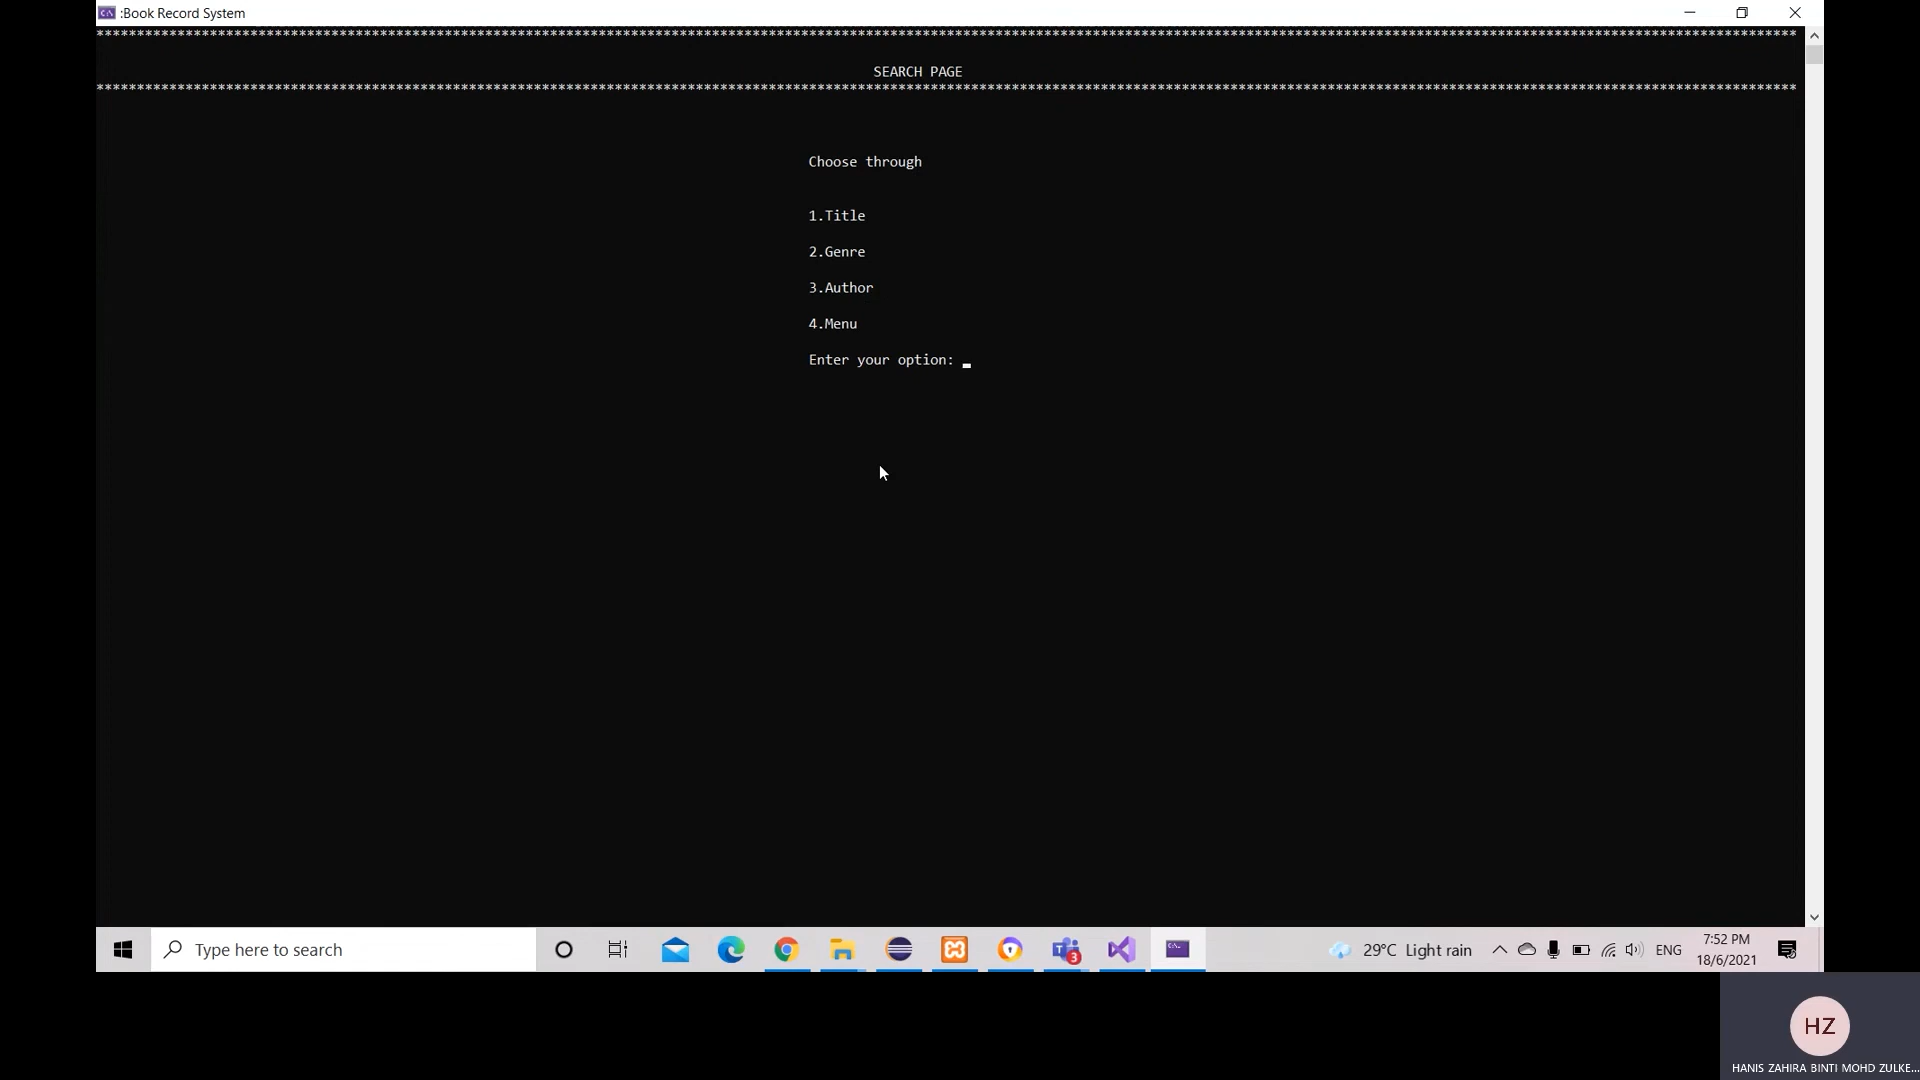 :Book Record System
****************************************************************************************************************************************************************************************************************
SEARCH PAGE
****************************************************************************************************************************************************************************************************************
Choose through
1.Title
2.Genre
3.Author
4.Menu
Enter your option:
Type here to search
3
29°C Light rain
ENG
7:52 PM
18/6/2021
HZ
HANIS ZAHIRA BINTI MOHD ZULKE...